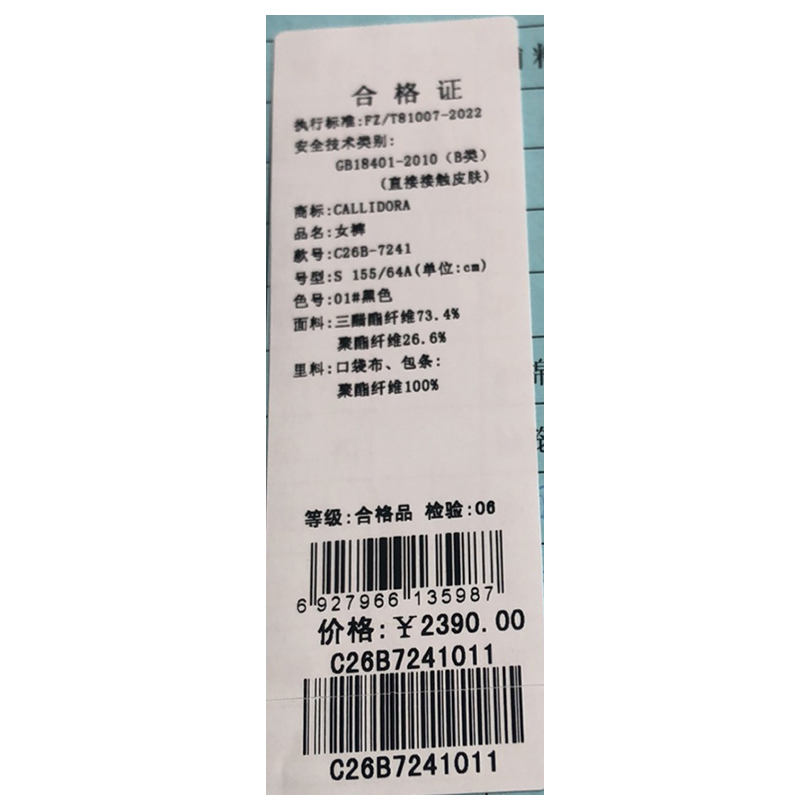 合格证
执行标准:FZ/T81007-2022
安全技术类别:
GB18401-2010（B类）
（直接接触皮肤）
商标:CALLIDORA
品名:女裤
款号:C26B-7241
号型:S 155/64A(单位:cm)
色号:01#黑色
面料:三醋酯纤维73.4%
聚酯纤维26.6%
里料:口袋布、包条:
聚酯纤维100%
等级:合格品 检验:06
6 927966 135987
价格:￥2390.00
C26B7241011
C26B7241011